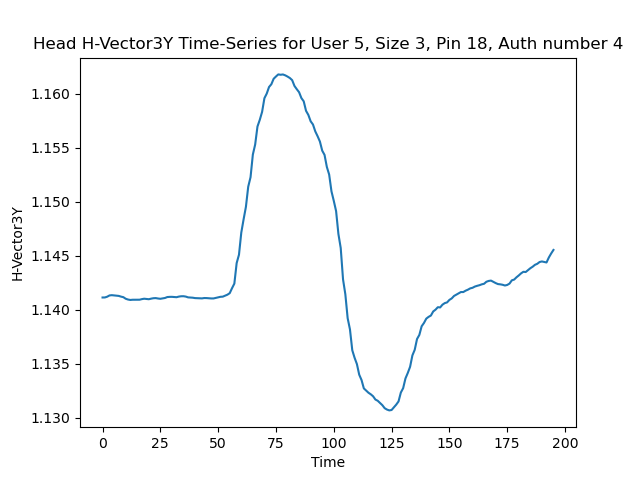 Head H-Vector3Y Time-Series for User 5, Size 3, Pin 18, Auth number 4
1.160
1.155
1.150
1.145
1.140
1.135
1.130
H-Vector3Y
0 25 50 75 100 125 150 175 200
Time